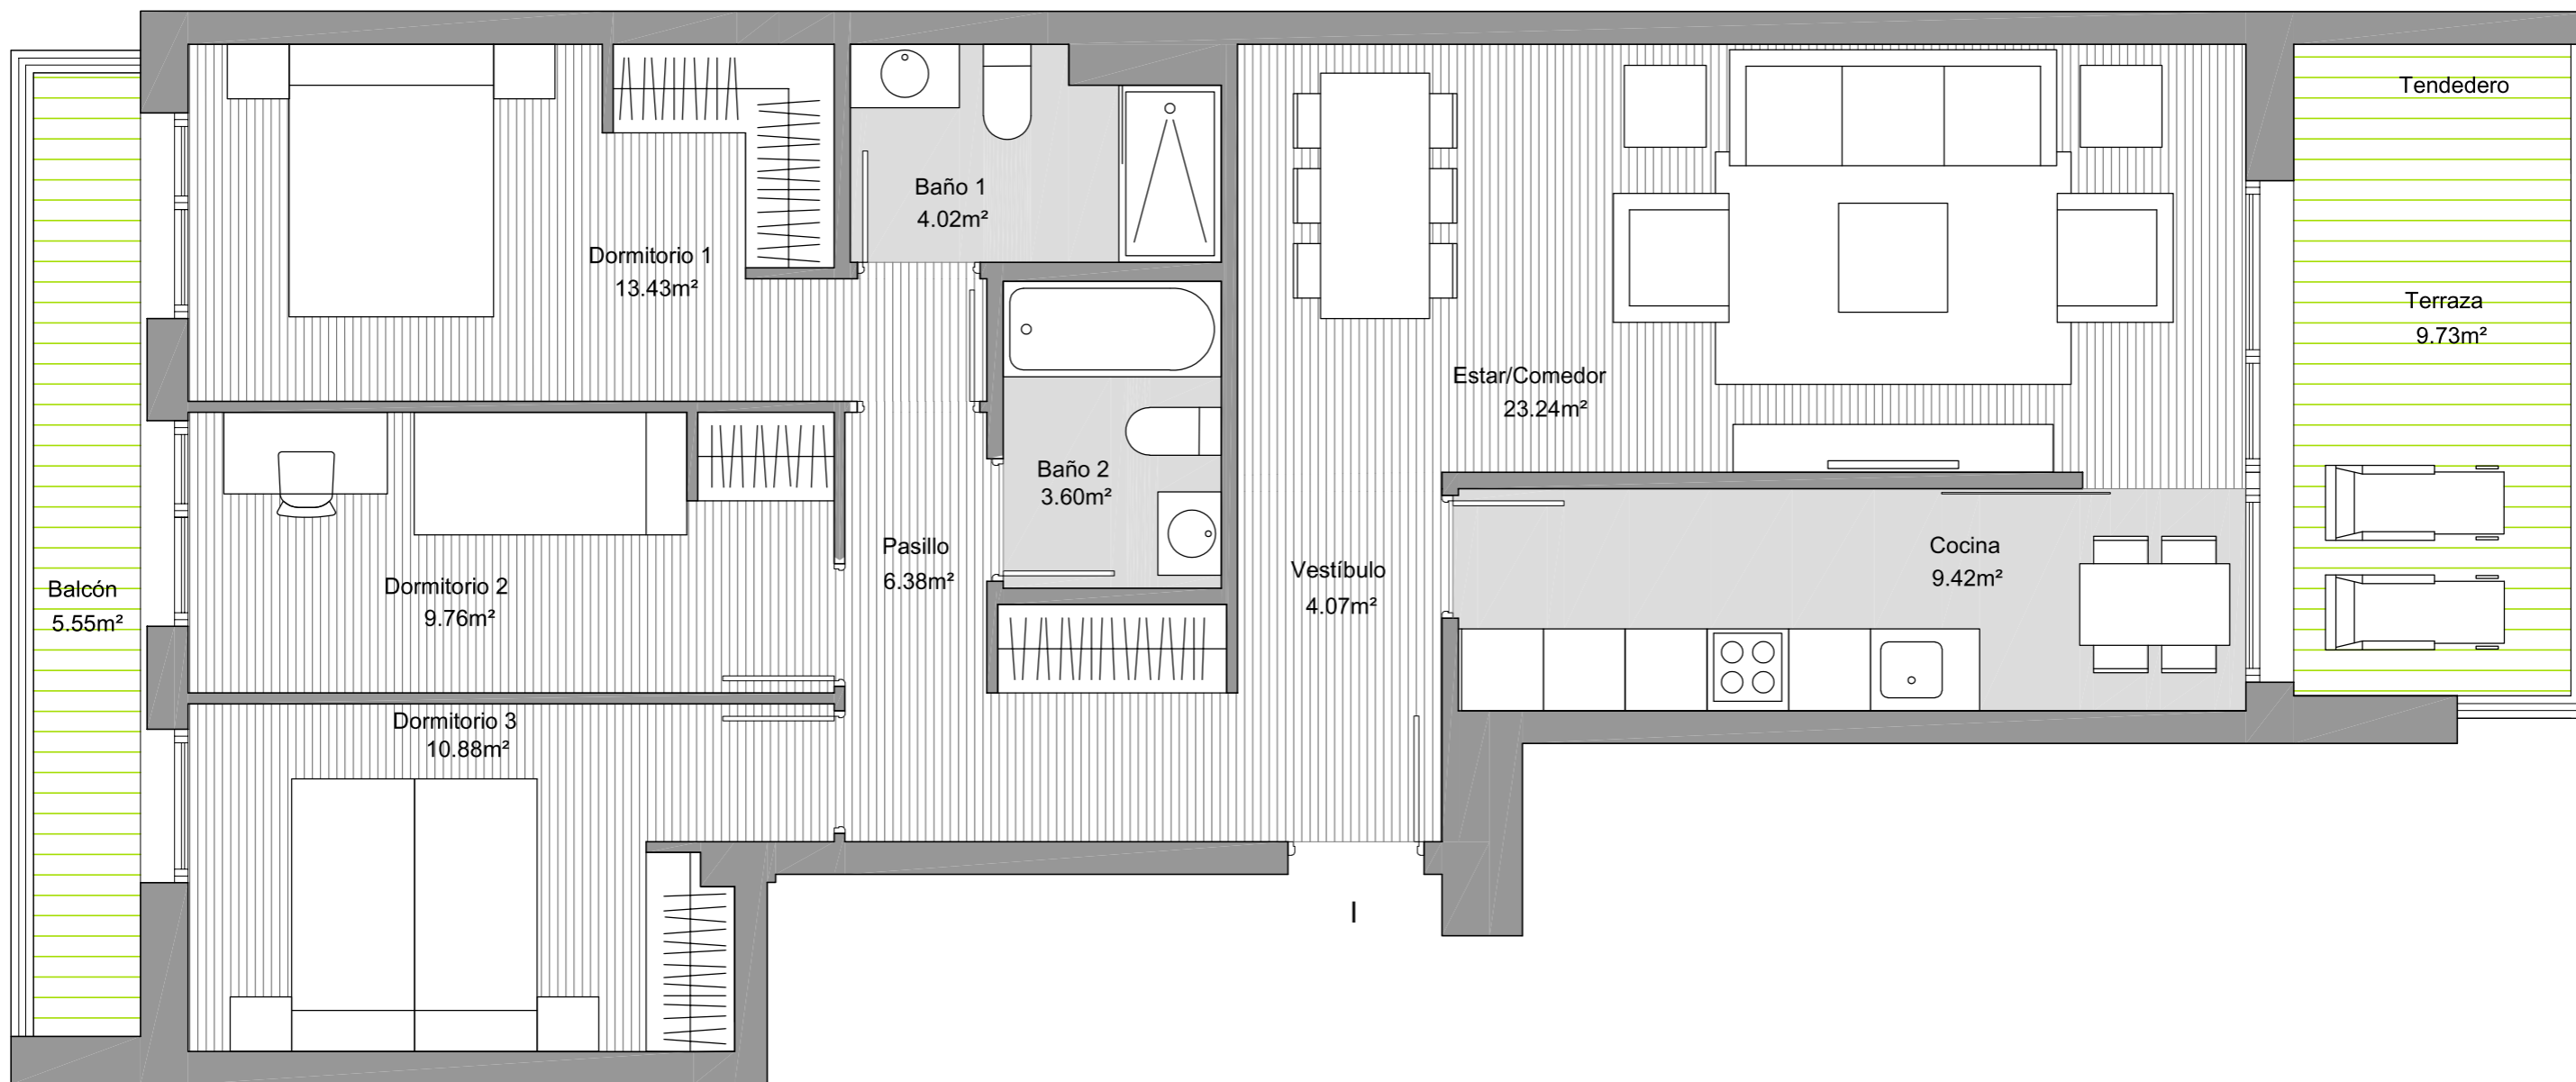 Tendedero
Baño 1
4.02m²
Dormitorio 1
13.43m²
Terraza
9.73m²
Estar/Comedor
23.24m²
Baño 2
3.60m²
Pasillo
6.38m²
Cocina
9.42m²
Vestíbulo
4.07m²
Dormitorio 2
9.76m²
Balcón
5.55m²
Dormitorio 3
10.88m²
I